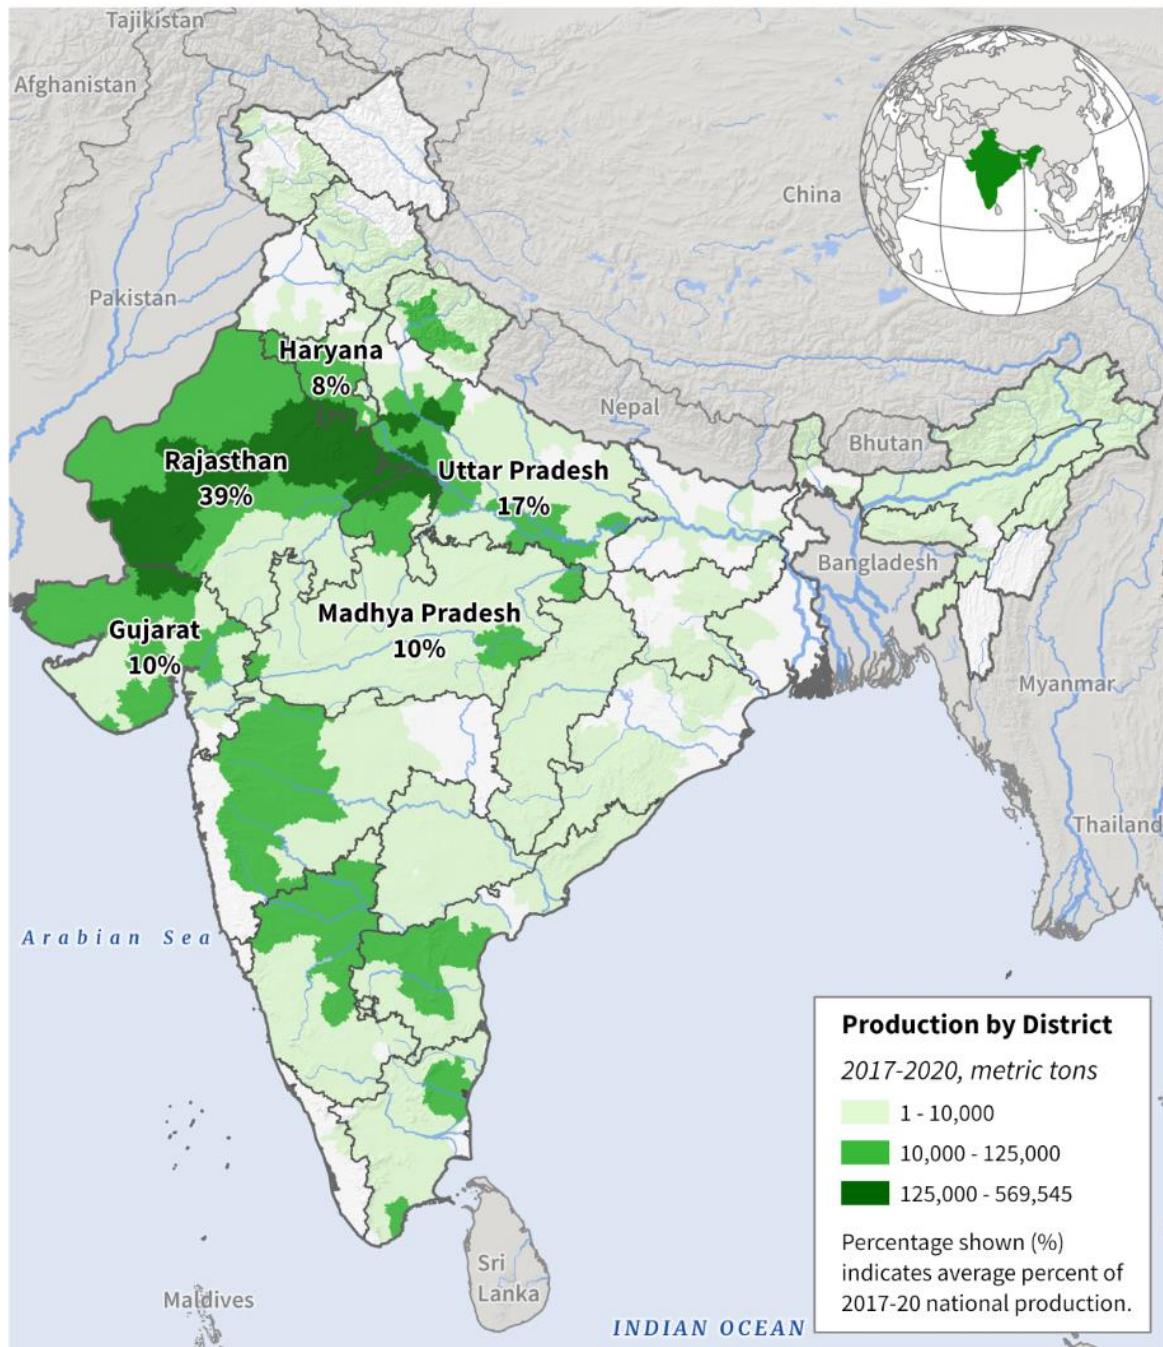 Tajikistan
Afghanistan
China
Pakistan
Haryana
8%
Nepal
Bhutan
Rajasthan
39%
Uttar Pradesh
17%
Bangladesh
Madhya Pradesh
10%
Gujarat
10%
Myanmar
Thailand
Arabian Sea
Production by District
2017-2020, metric tons
1 - 10,000
10,000 - 125,000
125,000 - 569,545
Percentage shown (%)
indicates average percent of
2017-20 national production.
Sri
Lanka
Maldives
INDIAN OCEAN